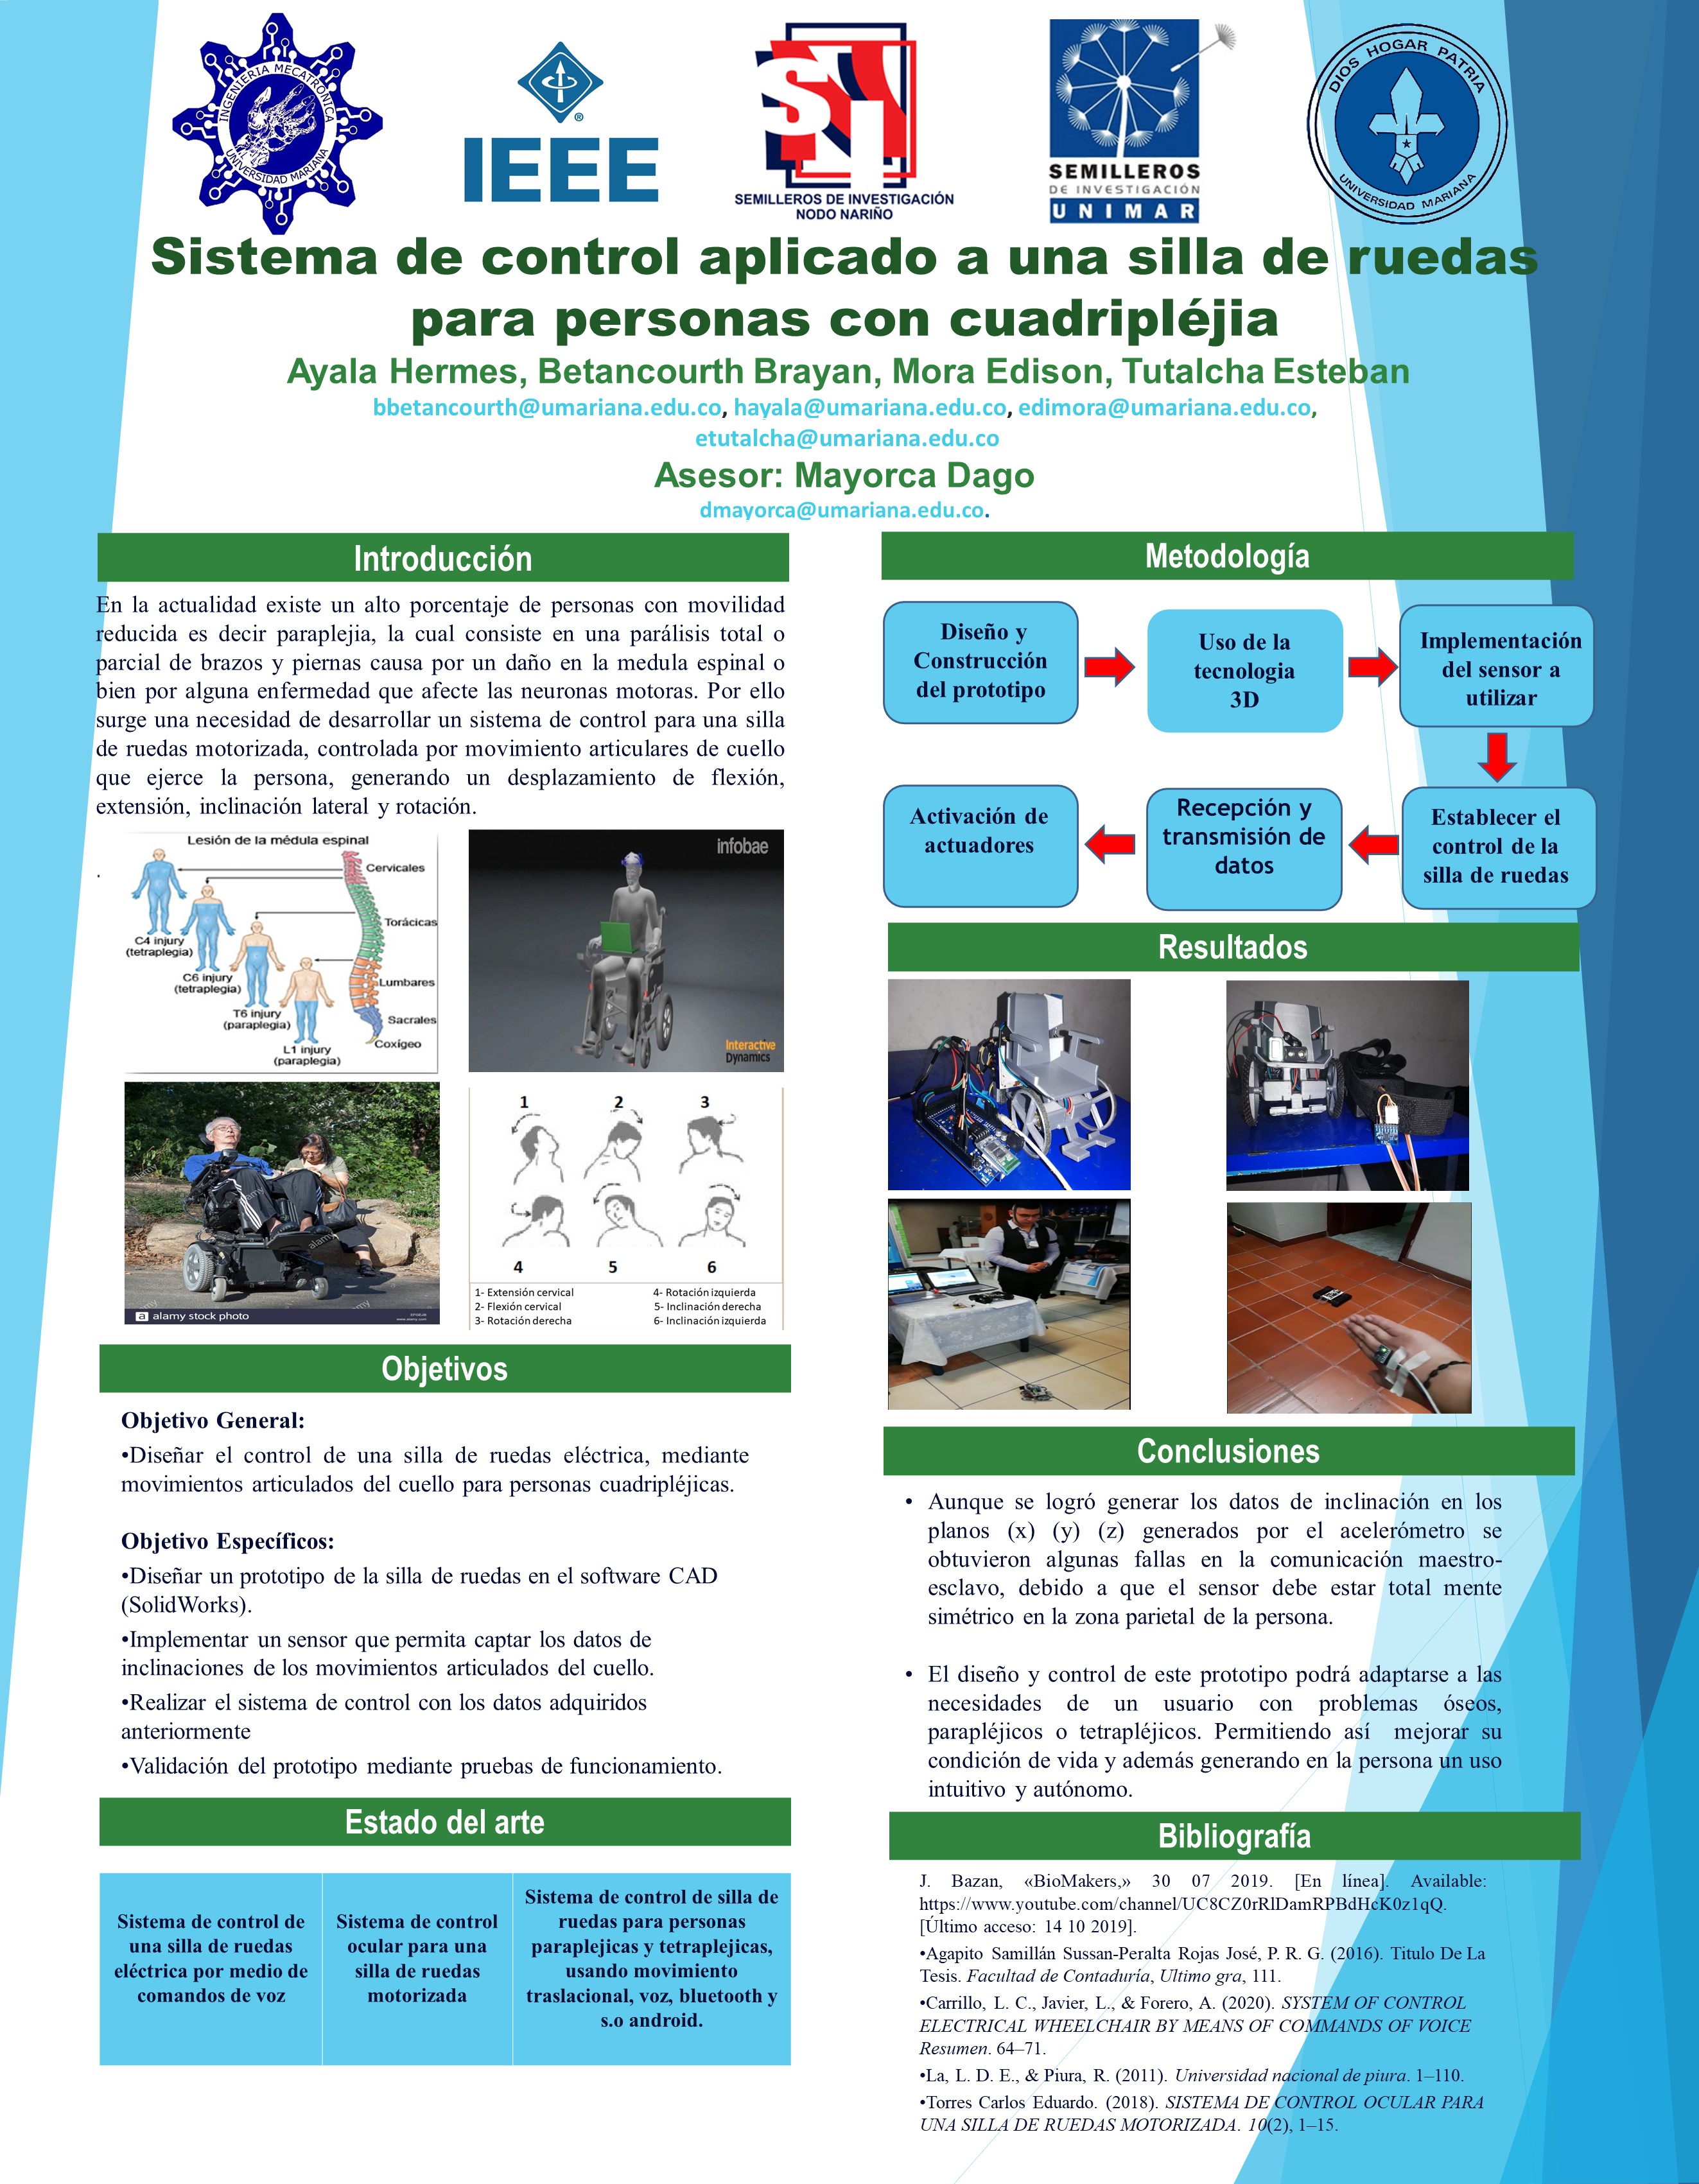 INGENIERIA MECATRÓNICA
UNIVERSIDAD MARIANA
®
IEEE
SI
SEMILLEROS DE INVESTIGACIÓN
NODO NARIÑO
SEMILLEROS
DE INVESTIGACIÓN
UNIMAR
DIOS HOGAR PATRIA
UNIVERSIDAD MARIANA
Sistema de control aplicado a una silla de ruedas
para personas con cuadripléjia
Ayala Hermes, Betancourth Brayan, Mora Edison, Tutalcha Esteban
bbetancourth@umariana.edu.co, hayala@umariana.edu.co, edimora@umariana.edu.co,
etutalcha@umariana.edu.co
Asesor: Mayorca Dago
dmayorca@umariana.edu.co.
Introducción
En la actualidad existe un alto porcentaje de personas con movilidad
reducida es decir paraplejia, la cual consiste en una parálisis total o
parcial de brazos y piernas causa por un daño en la medula espinal o
bien por alguna enfermedad que afecte las neuronas motoras. Por ello
surge una necesidad de desarrollar un sistema de control para una silla
de ruedas motorizada, controlada por movimiento articulares de cuello
que ejerce la persona, generando un desplazamiento de flexión,
extensión, inclinación lateral y rotación.
.
Lesión de la médula espinal
Cervicales
Torácicas
C4 injury
(tetraplegia)
C6 injury
(tetraplegia)
Lumbares
T6 injury
(paraplegia)
Sacrales
L1 injury
(paraplegia)
Coxígeo
infobae
Interactive
Dynamics
alamy
alamy
a alamy stock photo
www.alamy.com
1 2 3
4 5 6
1- Extensión cervical
2- Flexión cervical
3- Rotación derecha
4- Rotación izquierda
5- Inclinación derecha
6- Inclinación izquierda
Objetivos
Objetivo General:
•Diseñar el control de una silla de ruedas eléctrica, mediante
movimientos articulados del cuello para personas cuadripléjicas.
Objetivo Específicos:
•Diseñar un prototipo de la silla de ruedas en el software CAD
(SolidWorks).
•Implementar un sensor que permita captar los datos de
inclinaciones de los movimientos articulados del cuello.
•Realizar el sistema de control con los datos adquiridos
anteriormente
•Validación del prototipo mediante pruebas de funcionamiento.
Estado del arte
Sistema de control de
una silla de ruedas
eléctrica por medio de
comandos de voz
Sistema de control
ocular para una
silla de ruedas
motorizada
Sistema de control de silla de
ruedas para personas
paraplejicas y tetraplejicas,
usando movimiento
traslacional, voz, bluetooth y
s.o android.
Metodología
Diseño y
Construcción
del prototipo
Uso de la
tecnologia
3D
Implementación
del sensor a
utilizar
Establecer el
control de la
silla de ruedas
Recepción y
transmisión de
datos
Activación de
actuadores
Resultados
Conclusiones
• Aunque se logró generar los datos de inclinación en los
planos (x) (y) (z) generados por el acelerómetro se
obtuvieron algunas fallas en la comunicación maestro-
esclavo, debido a que el sensor debe estar total mente
simétrico en la zona parietal de la persona.
• El diseño y control de este prototipo podrá adaptarse a las
necesidades de un usuario con problemas óseos,
parapléjicos o tetrapléjicos. Permitiendo así mejorar su
condición de vida y además generando en la persona un uso
intuitivo y autónomo.
Bibliografía
J. Bazan, «BioMakers,» 30 07 2019. [En línea]. Available:
https://www.youtube.com/channel/UC8CZ0rRlDamRPBdHcK0z1qQ.
[Último acceso: 14 10 2019].
•Agapito Samillán Sussan-Peralta Rojas José, P. R. G. (2016). Titulo De La
Tesis. Facultad de Contaduría, Ultimo gra, 111.
•Carrillo, L. C., Javier, L., & Forero, A. (2020). SYSTEM OF CONTROL
ELECTRICAL WHEELCHAIR BY MEANS OF COMMANDS OF VOICE
Resumen. 64–71.
•La, L. D. E., & Piura, R. (2011). Universidad nacional de piura. 1–110.
•Torres Carlos Eduardo. (2018). SISTEMA DE CONTROL OCULAR PARA
UNA SILLA DE RUEDAS MOTORIZADA. 10(2), 1–15.